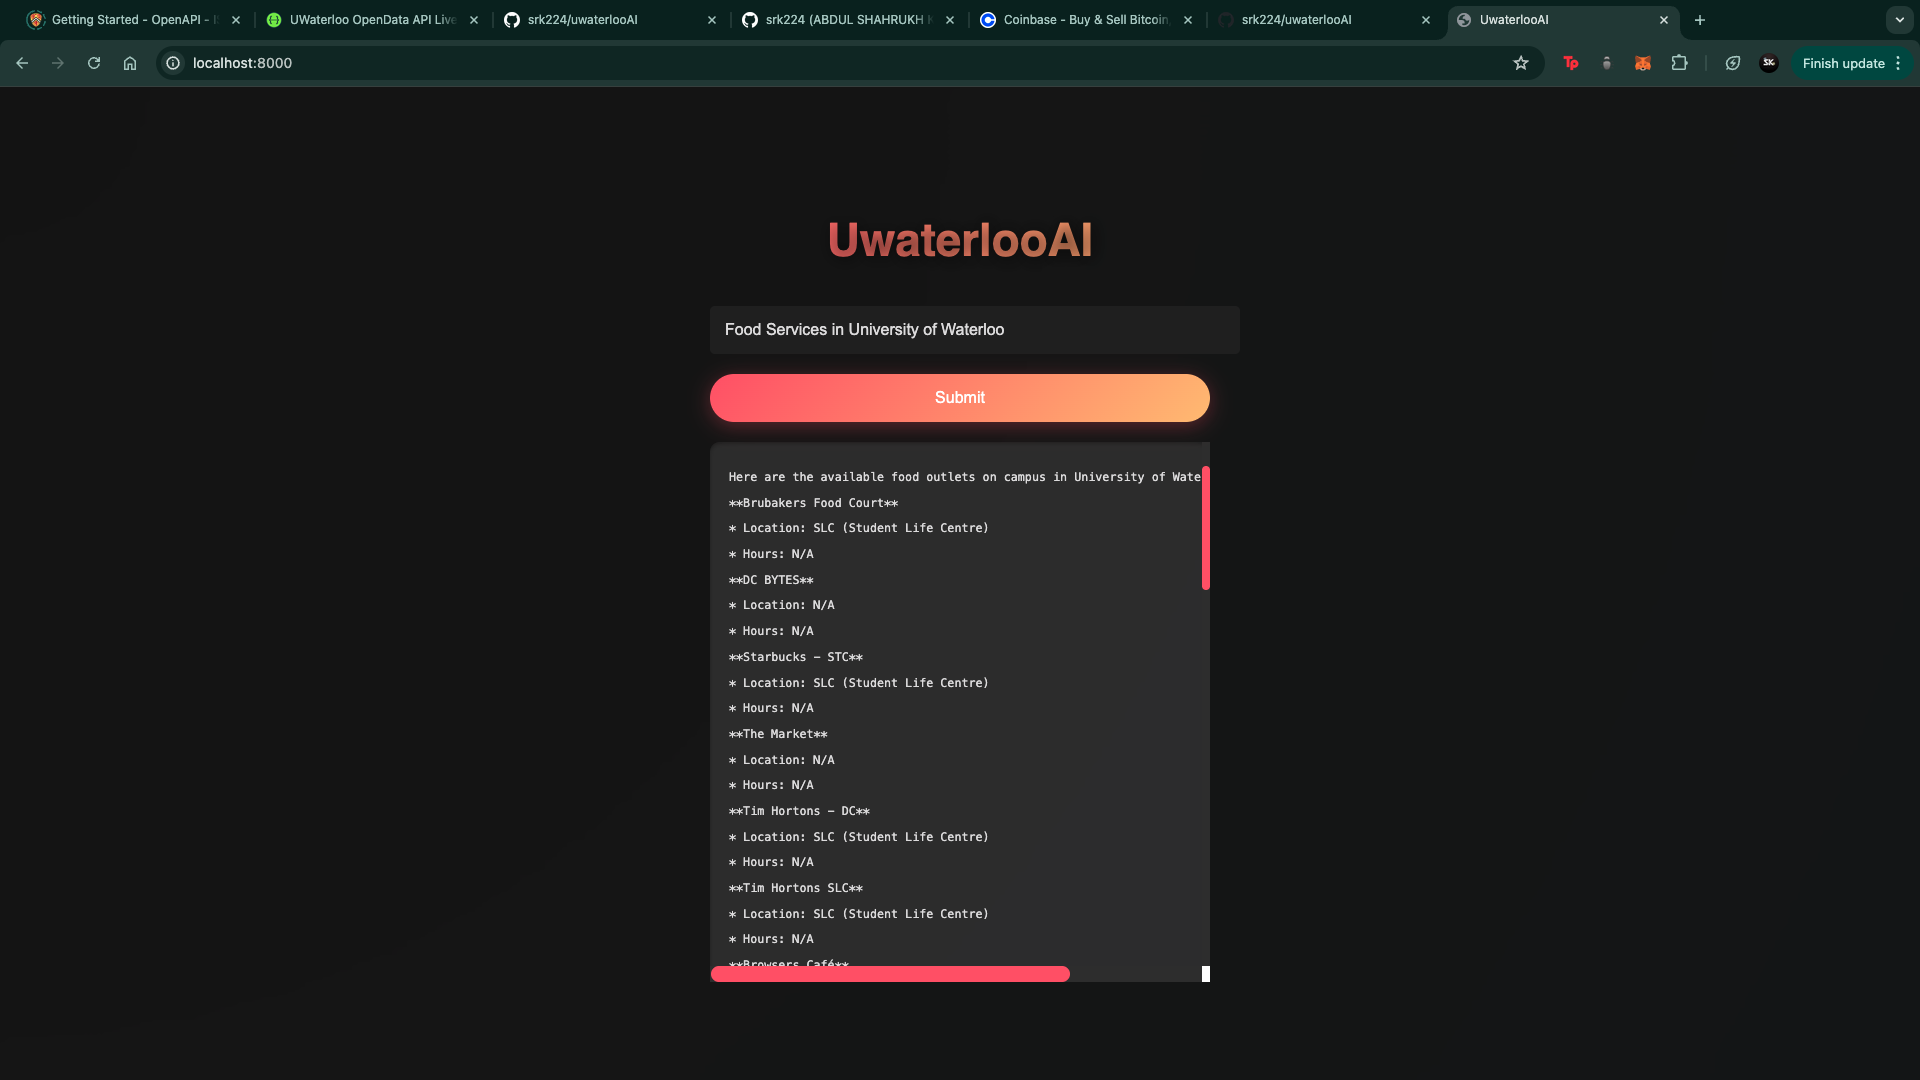 Getting Started - OpenAPI -
UWaterloo OpenData API Live
srk224/uwaterlooAI
srk224 (ABDUL SHAHRUKH
Coinbase - Buy & Sell Bitcoin,
srk224/uwaterlooAI
UwaterlooAI
localhost:8000
Tp
SK
Finish update
UwaterlooAI
Food Services in University of Waterloo
Submit
Here are the available food outlets on campus in University of Wate
**Brubakers Food Court**
* Location: SLC (Student Life Centre)
* Hours: N/A
**DC BYTES**
* Location: N/A
* Hours: N/A
**Starbucks – STC**
* Location: SLC (Student Life Centre)
* Hours: N/A
**The Market**
* Location: N/A
* Hours: N/A
**Tim Hortons – DC**
* Location: SLC (Student Life Centre)
* Hours: N/A
**Tim Hortons SLC**
* Location: SLC (Student Life Centre)
* Hours: N/A
**Browsers Café**